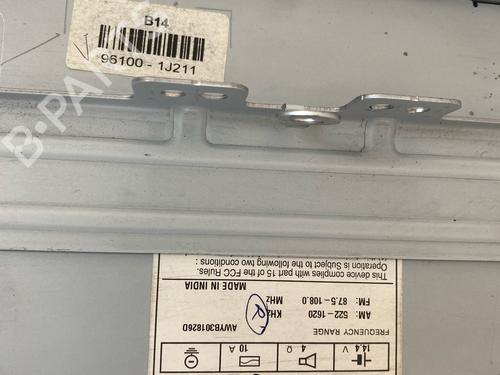 B14
96100 - 1J211
B-PARTS
14.4 V
4 Ω
10 A
FREQUENCY RANGE
AWYB301826D
AM: 522 - 1620 KHz
FM: 87.5 - 108.0 MHz
R
MADE IN INDIA
This device complies with part 15 of the FCC Rules.
Operation is Subject to the following two conditions :